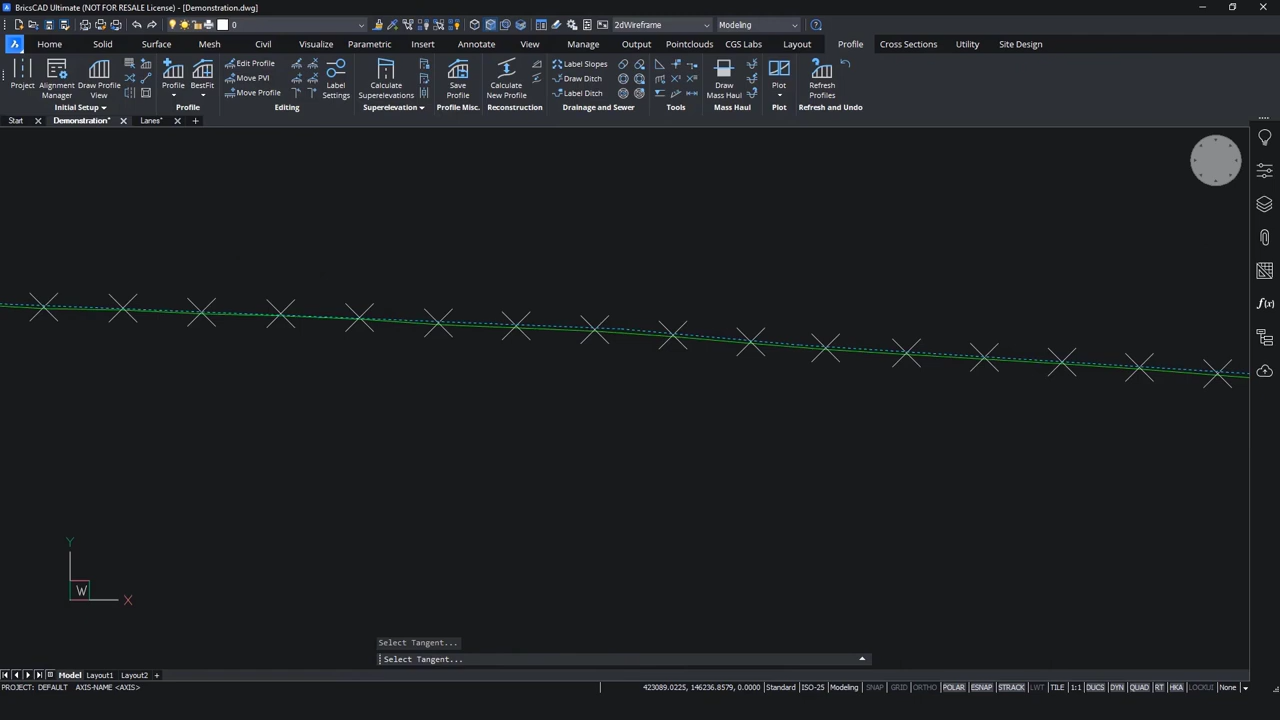 BricsCAD Ultimate (NOT FOR RESALE License) - [Demonstration.dwg]
0
2dWireframe
Modeling
Home
Solid
Surface
Mesh
Civil
Visualize
Parametric
Insert
Annotate
View
Manage
Output
Pointclouds
CGS Labs
Layout
Profile
Cross Sections
Utility
Site Design
Project
Alignment Manager
Draw Profile View
Profile
BestFit
Edit Profile
Move PVI
Move Profile
Label Settings
Calculate Superelevations
Save Profile
Calculate New Profile
Label Slopes
Draw Ditch
Label Ditch
Draw Mass Haul
Plot
Refresh Profiles
Initial Setup
Profile
Editing
Superelevation
Profile Misc.
Reconstruction
Drainage and Sewer
Tools
Mass Haul
Plot
Refresh and Undo
Start
Demonstration*
Lanes*
f(x)
Y
W
X
Select Tangent...
Select Tangent...
Model
Layout1
Layout2
PROJECT: DEFAULT AXIS-NAME <AXIS>
423089.0225, 146236.8579, 0.0000
Standard
ISO-25
Modeling
SNAP
GRID
ORTHO
POLAR
ESNAP
STRACK
LWT
TILE
1:1
DUCS
DYN
QUAD
RT
HKA
LOCKUI
None